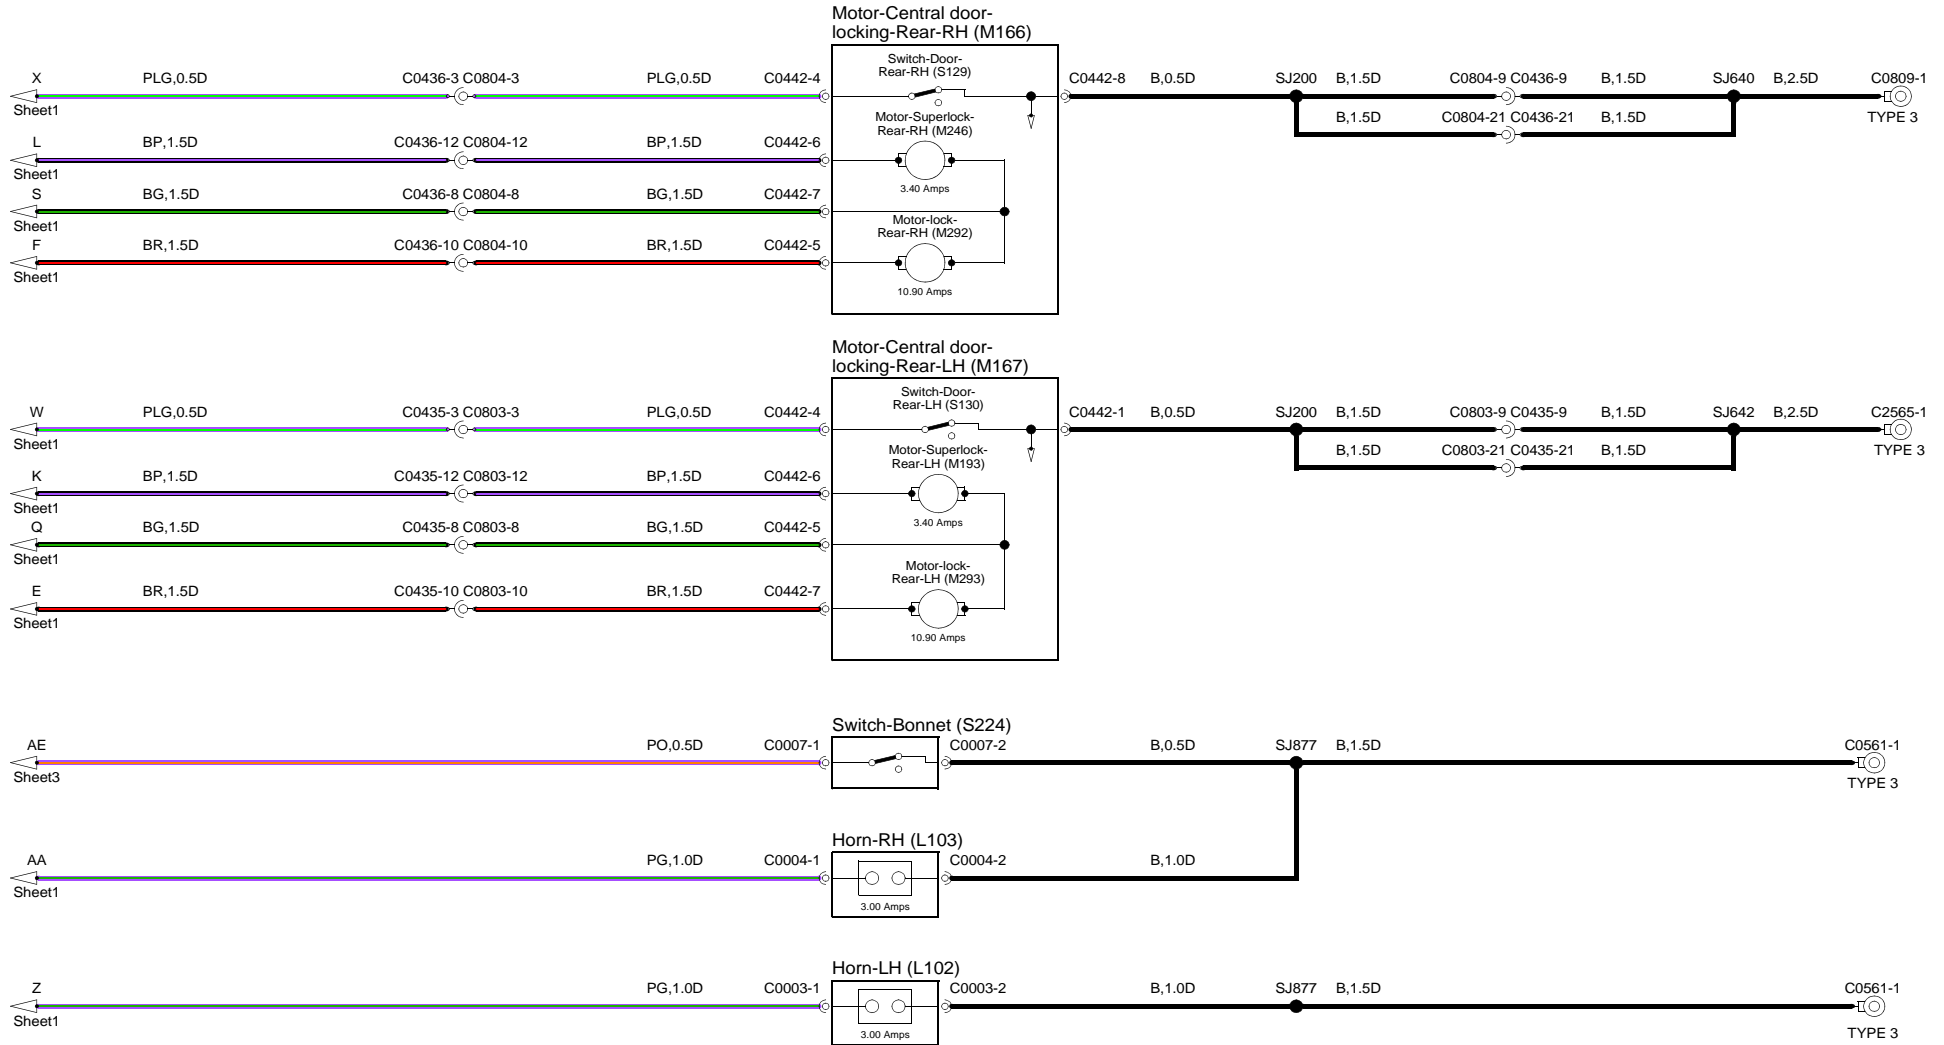 Motor-Central door-
locking-Rear-RH (M166)
Switch-Door-
Rear-RH (S129)
X PLG,0.5D C0436-3 C0804-3 PLG,0.5D C0442-4 C0442-8 B,0.5D SJ200 B,1.5D C0804-9 C0436-9 B,1.5D SJ640 B,2.5D C0809-1
Sheet1
Motor-Superlock-
Rear-RH (M246)
B,1.5D C0804-21 C0436-21 B,1.5D TYPE 3
L BP,1.5D C0436-12 C0804-12 BP,1.5D C0442-6
Sheet1
3.40 Amps
S BG,1.5D C0436-8 C0804-8 BG,1.5D C0442-7
Sheet1
Motor-lock-
Rear-RH (M292)
F BR,1.5D C0436-10 C0804-10 BR,1.5D C0442-5
Sheet1
10.90 Amps
Motor-Central door-
locking-Rear-LH (M167)
Switch-Door-
Rear-LH (S130)
W PLG,0.5D C0435-3 C0803-3 PLG,0.5D C0442-4 C0442-1 B,0.5D SJ200 B,1.5D C0803-9 C0435-9 B,1.5D SJ642 B,2.5D C2565-1
Sheet1
Motor-Superlock-
Rear-LH (M193)
B,1.5D C0803-21 C0435-21 B,1.5D TYPE 3
K BP,1.5D C0435-12 C0803-12 BP,1.5D C0442-6
Sheet1
3.40 Amps
Q BG,1.5D C0435-8 C0803-8 BG,1.5D C0442-5
Sheet1
Motor-lock-
Rear-LH (M293)
E BR,1.5D C0435-10 C0803-10 BR,1.5D C0442-7
Sheet1
10.90 Amps
Switch-Bonnet (S224)
AE PO,0.5D C0007-1 C0007-2 B,0.5D SJ877 B,1.5D C0561-1
Sheet3 TYPE 3
Horn-RH (L103)
AA PG,1.0D C0004-1 C0004-2 B,1.0D
Sheet1
3.00 Amps
Horn-LH (L102)
Z PG,1.0D C0003-1 C0003-2 B,1.0D SJ877 B,1.5D C0561-1
Sheet1
3.00 Amps TYPE 3